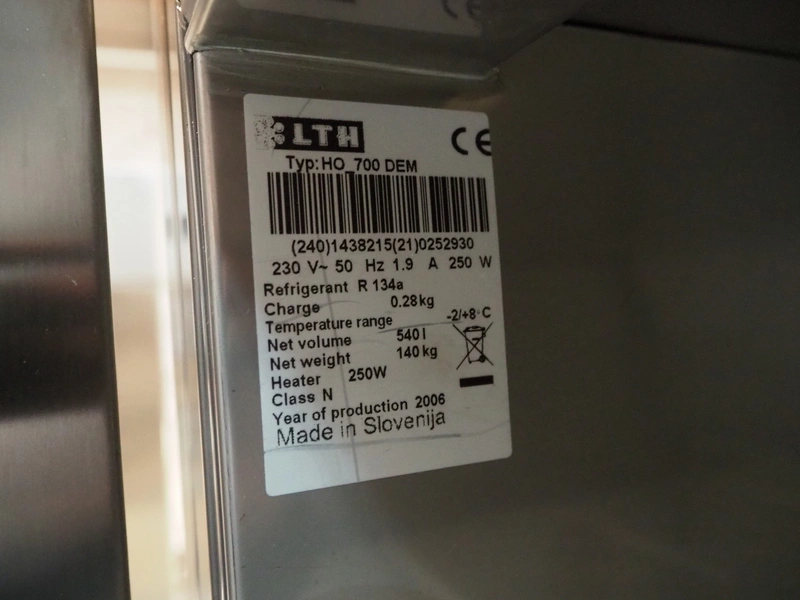 LTH CE
Typ:HO_700 DEM
(240)1438215(21)0252930
230 V~ 50 Hz 1.9 A 250 W
Refrigerant R 134a
Charge 0.28kg
Temperature range -2/+8°C
Net volume 540 l
Net weight 140 kg
Heater 250W
Class N
Year of production 2006
Made in Slovenija